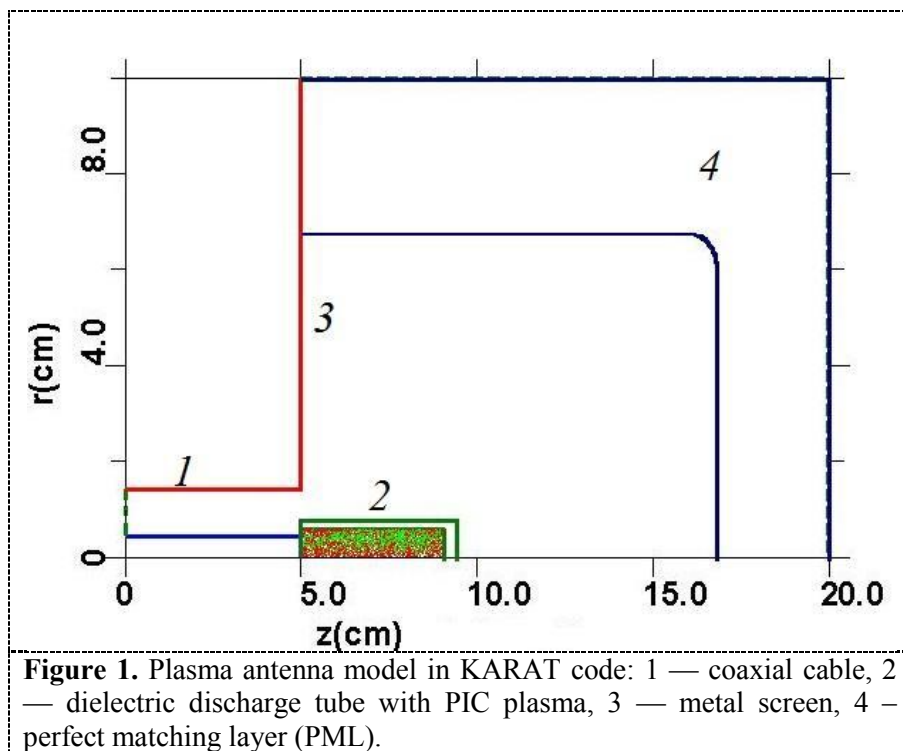 8.0
4
r(cm)
4.0
3
1
2
0
0
5.0
10.0
15.0
20.0
z(cm)
Figure 1. Plasma antenna model in KARAT code: 1 — coaxial cable, 2
— dielectric discharge tube with PIC plasma, 3 — metal screen, 4 –
perfect matching layer (PML).